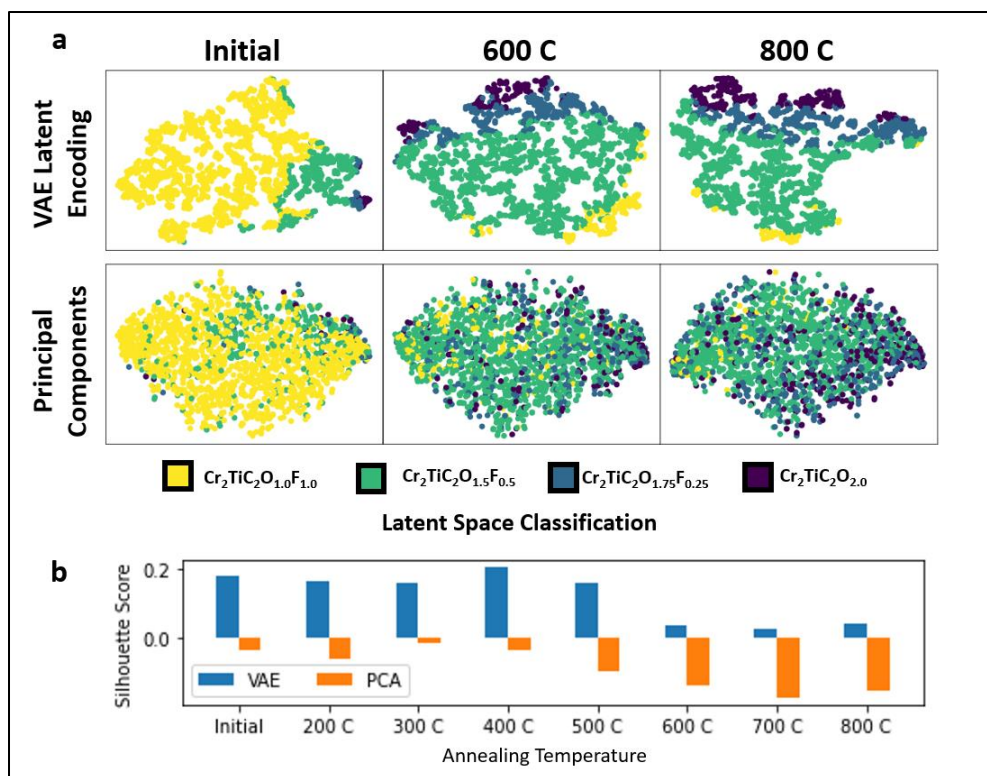 a
Initial 600 C 800 C
VAE Latent
Encoding
Principal
Components
Cr₂TiC₂O₁.₀F₁.₀ Cr₂TiC₂O₁.₅F₀.₅ Cr₂TiC₂O₁.₇₅F₀.₂₅ Cr₂TiC₂O₂.₀
Latent Space Classification
b
Silhouette Score
0.2
0.0
VAE PCA
Initial 200 C 300 C 400 C 500 C 600 C 700 C 800 C
Annealing Temperature